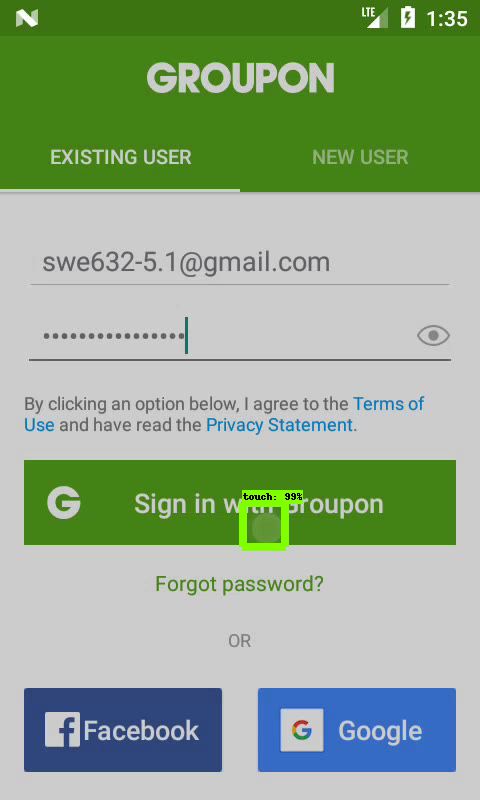 LTE 1:35
GROUPON
EXISTING USER NEW USER
swe632-5.1@gmail.com
••••••••••••••••
By clicking an option below, I agree to the Terms of
Use and have read the Privacy Statement.
touch: 99%
G Sign in with Groupon
Forgot password?
OR
f Facebook G Google